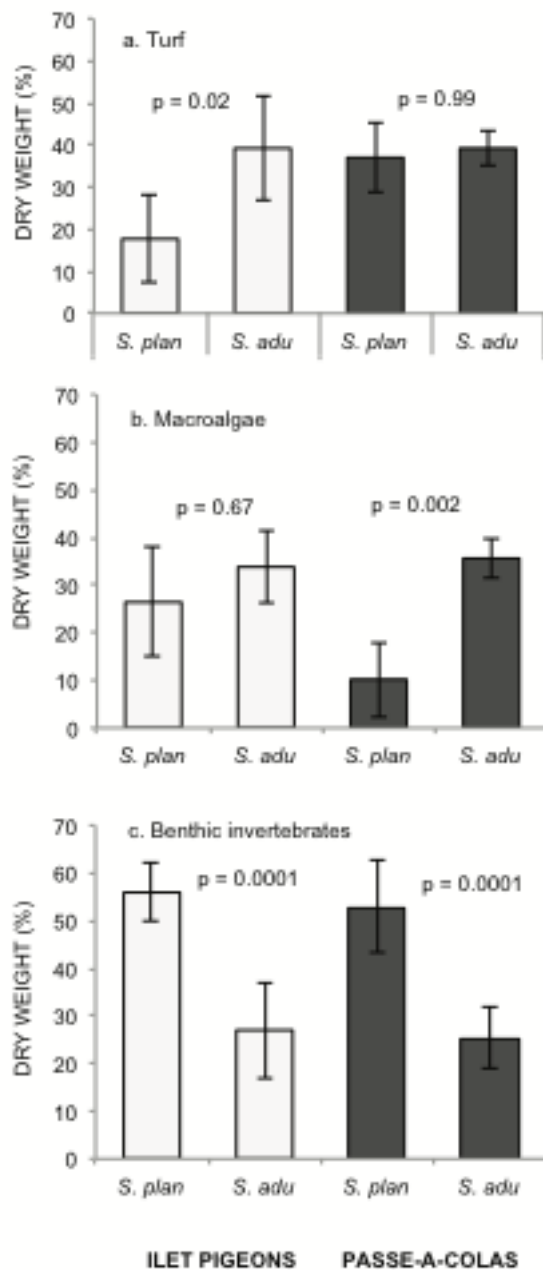 a. Turf
DRY WEIGHT (%)
70
60
50
40
30
20
10
0
p = 0.02
p = 0.99
S. plan S. adu S. plan S. adu
b. Macroalgae
DRY WEIGHT (%)
70
60
50
40
30
20
10
0
p = 0.67
p = 0.002
S. plan S. adu S. plan S. adu
c. Benthic invertebrates
DRY WEIGHT (%)
70
60
50
40
30
20
10
0
p = 0.0001
p = 0.0001
S. plan S. adu S. plan S. adu
ILET PIGEONS PASSE-A-COLAS